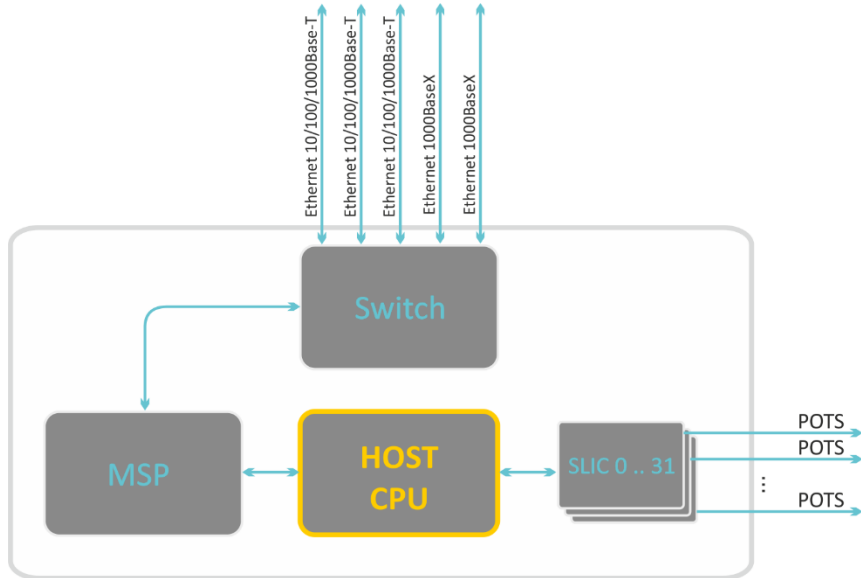 Ethernet 10/100/1000Base-T
Ethernet 10/100/1000Base-T
Ethernet 10/100/1000Base-T
Ethernet 1000BaseX
Ethernet 1000BaseX
Switch
MSP
HOST
CPU
SLIC 0 .. 31
POTS
POTS
...
POTS